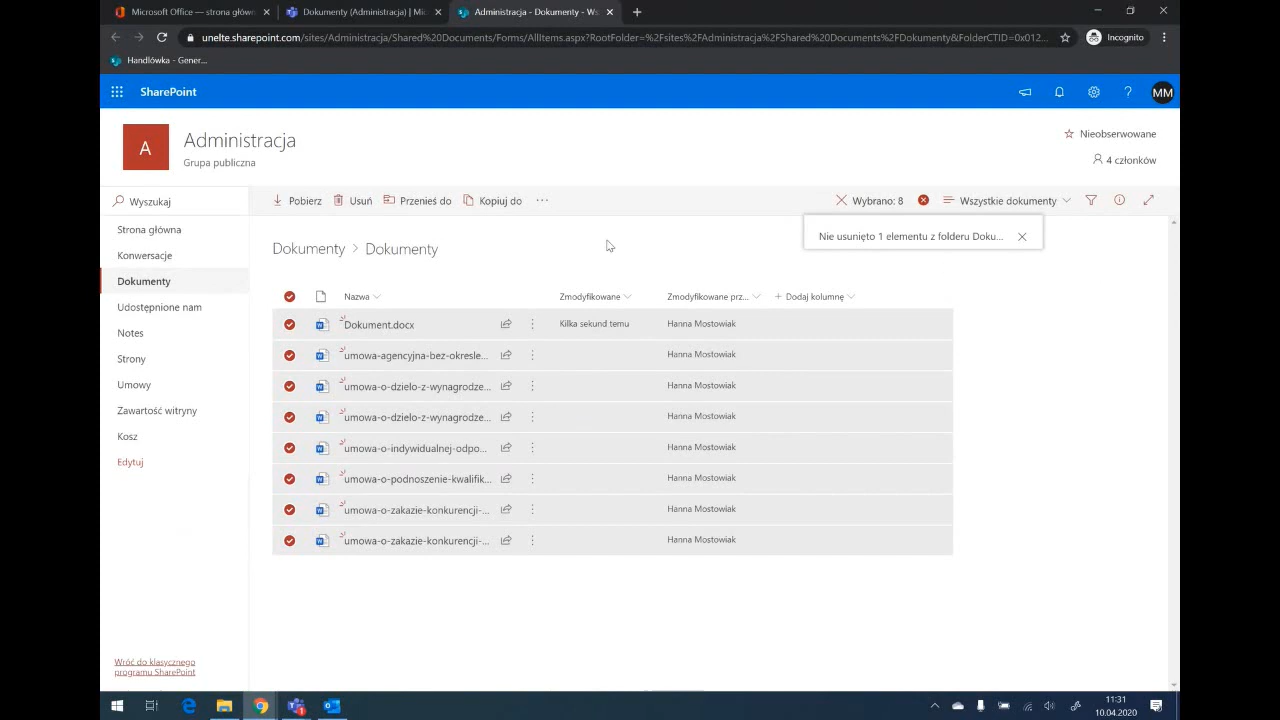 Microsoft Office — strona główn
Dokumenty (Administracja) | Mic
Administracja - Dokumenty - Ws
unelte.sharepoint.com/sites/Administracja/Shared%20Documents/Forms/AllItems.aspx?RootFolder=%2Fsites%2FAdministracja%2FShared%20Documents%2FDokumenty&FolderCTID=0x012...
Incognito
Handlówka - Gener...
SharePoint
MM
A
Administracja
Grupa publiczna
Nieobserwowane
4 członków
Wyszukaj
Pobierz
Usuń
Przenieś do
Kopiuj do
Wybrano: 8
Wszystkie dokumenty
Nie usunięto 1 elementu z folderu Doku...
Strona główna
Konwersacje
Dokumenty
Udostępnione nam
Notes
Strony
Umowy
Zawartość witryny
Kosz
Edytuj
Dokumenty > Dokumenty
Nazwa
Zmodyfikowane
Zmodyfikowane prz...
+ Dodaj kolumnę
Dokument.docx Kilka sekund temu Hanna Mostowiak
umowa-agencyjna-bez-okresle... Hanna Mostowiak
umowa-o-dzielo-z-wynagrodze... Hanna Mostowiak
umowa-o-dzielo-z-wynagrodze... Hanna Mostowiak
umowa-o-indywidualnej-odpo... Hanna Mostowiak
umowa-o-podnoszenie-kwalifik... Hanna Mostowiak
umowa-o-zakazie-konkurencji-... Hanna Mostowiak
umowa-o-zakazie-konkurencji-... Hanna Mostowiak
Wróć do klasycznego
programu SharePoint
11:31
10.04.2020